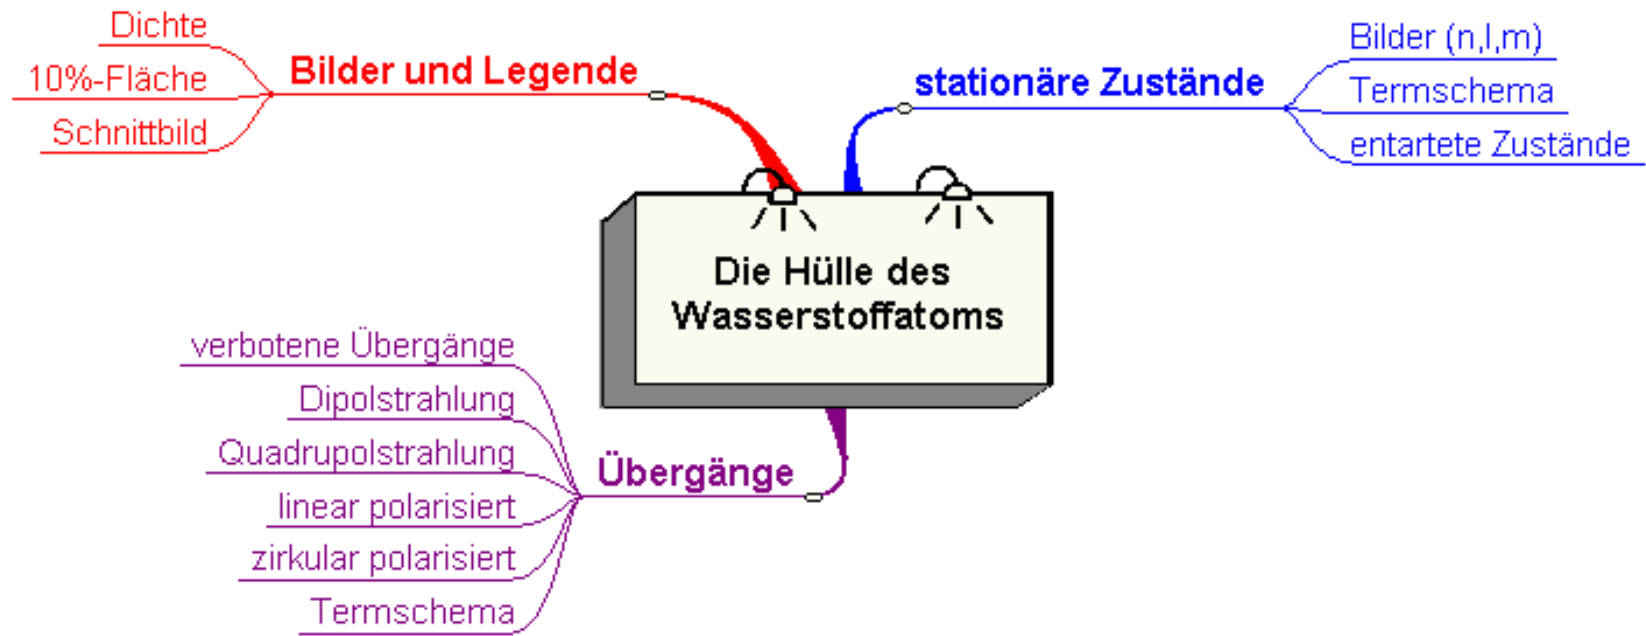 Dichte
10%-Fläche
Schnittbild
Bilder und Legende
stationäre Zustände
Bilder (n,l,m)
Termschema
entartete Zustände
Die Hülle des
Wasserstoffatoms
Übergänge
verbotene Übergänge
Dipolstrahlung
Quadrupolstrahlung
linear polarisiert
zirkular polarisiert
Termschema